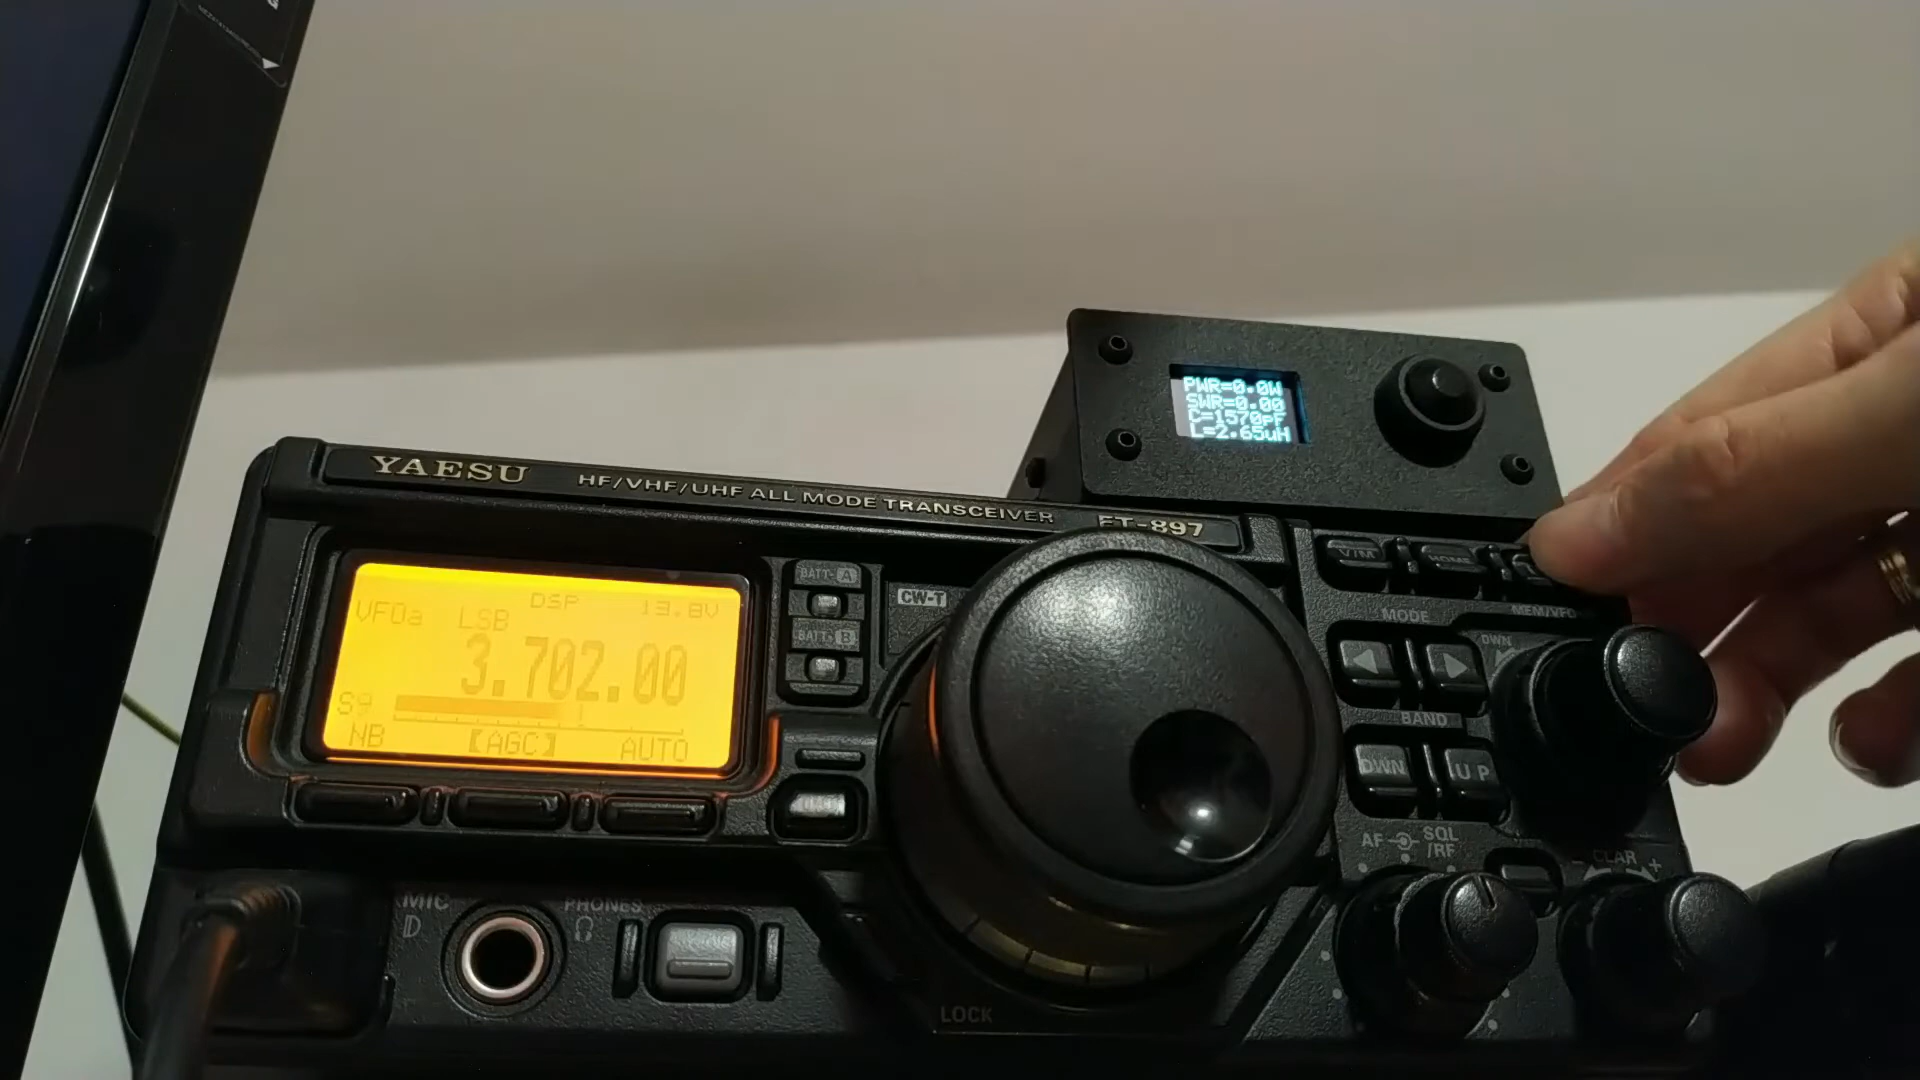 PWR=0.0W
SWR=0.00
C=1570pF
L=2.65uH
YAESU
HF/VHF/UHF ALL MODE TRANSCEIVER
FT-897
BATT-A
BATT-B
CW-T
VFOa LSB DSP 13.8V
3.702.00
S9
NB [AGC] AUTO
V/M
HOME
MODE
MEM/VFO
DWN
BAND
DWN UP
AF SQL/RF
- CLAR +
MIC
PHONES
LOCK